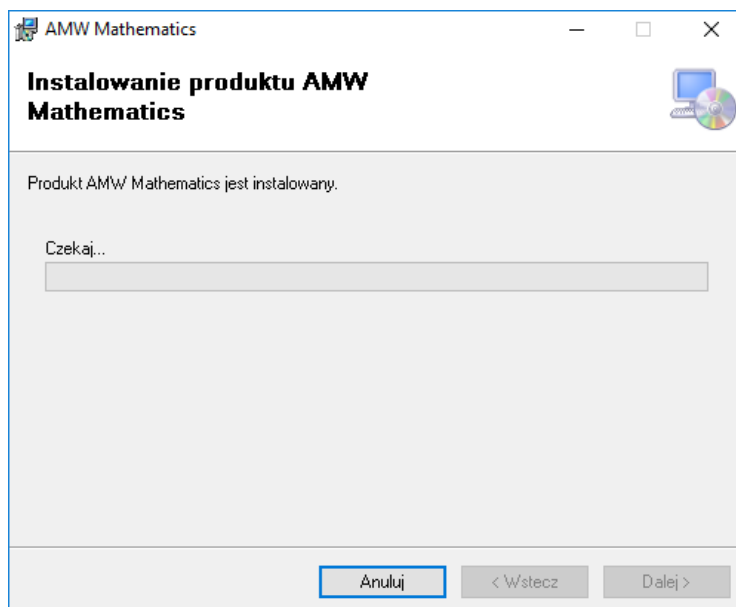 AMW Mathematics
Instalowanie produktu AMW
Mathematics
Produkt AMW Mathematics jest instalowany.
Czekaj...
Anuluj
< Wstecz
Dalej >